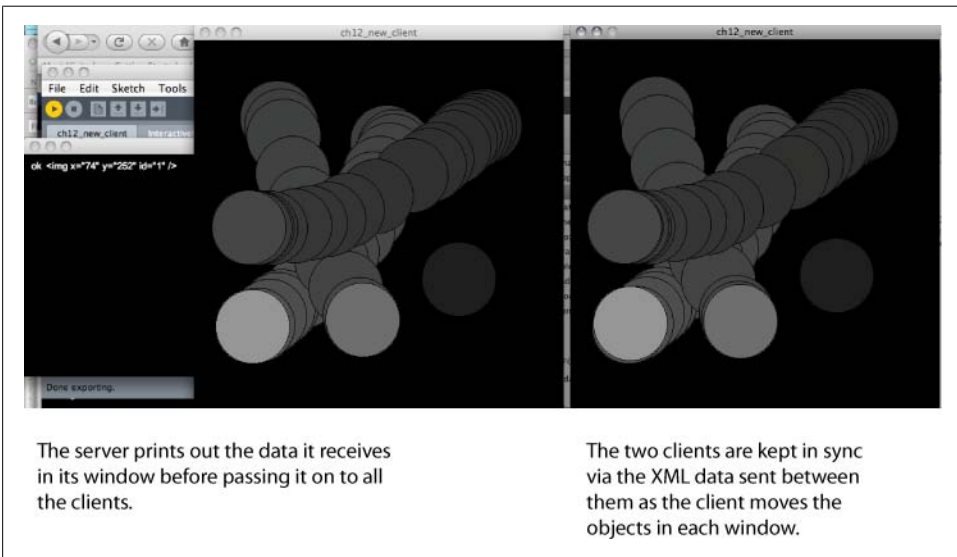 ch12_new_client
ch12_new_client
File Edit Sketch Tools
ch12_new_client Interactive
ok <img x="74" y="252" id="1" />
Done exporting.
The server prints out the data it receives
in its window before passing it on to all
the clients.
The two clients are kept in sync
via the XML data sent between
them as the client moves the
objects in each window.